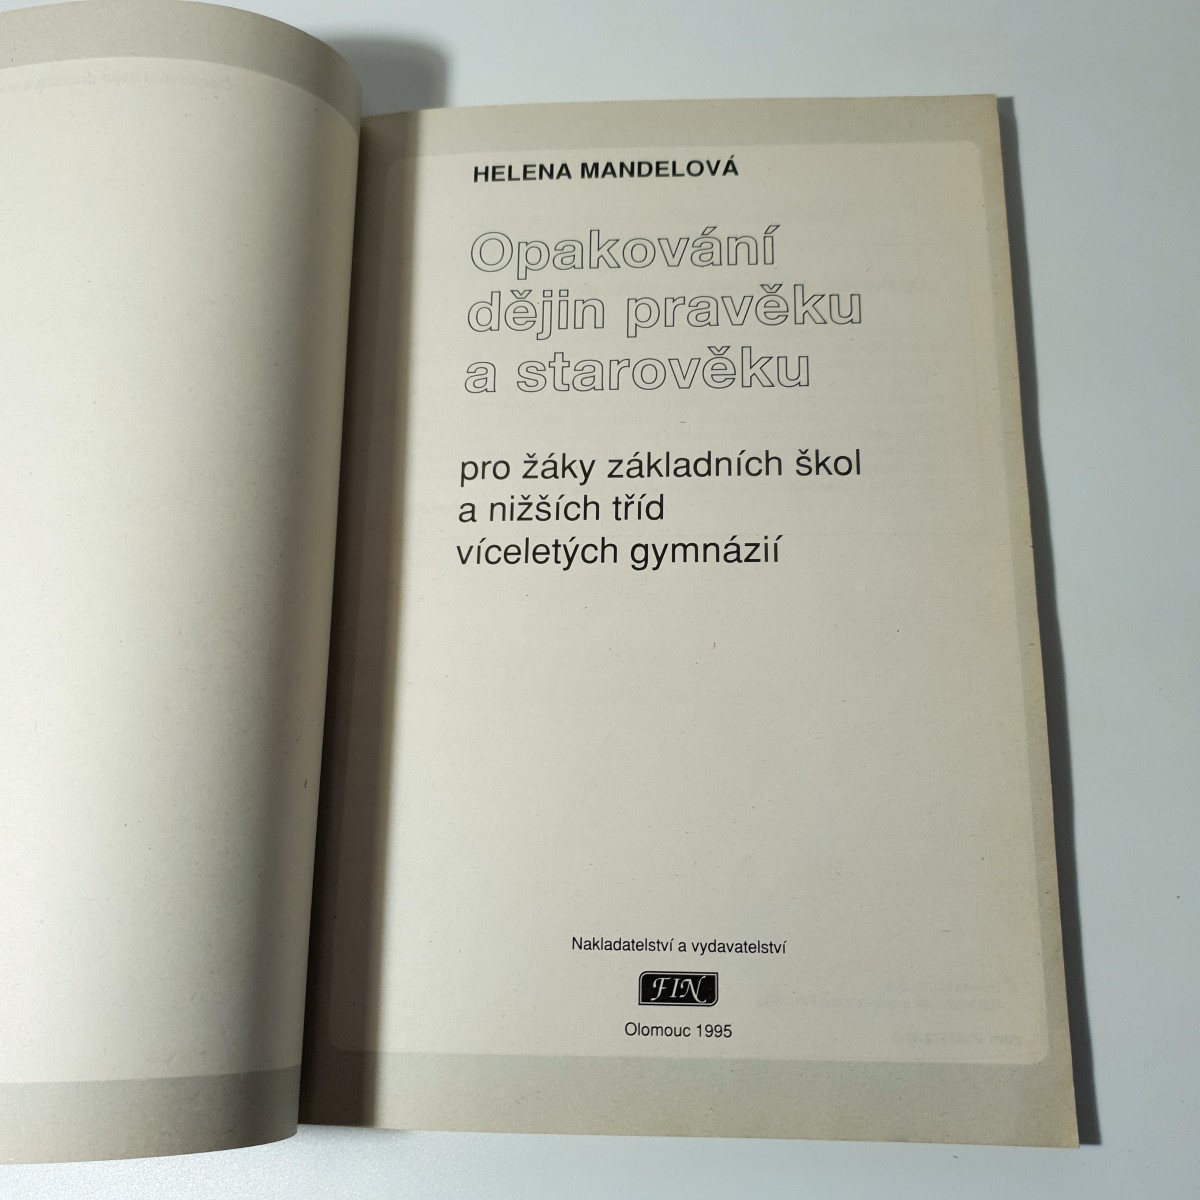 HELENA MANDELOVÁ
Opakování
dějin pravěku
a starověku
pro žáky základních škol
a nižších tříd
víceletých gymnázií
Nakladatelství a vydavatelství
FIN
Olomouc 1995